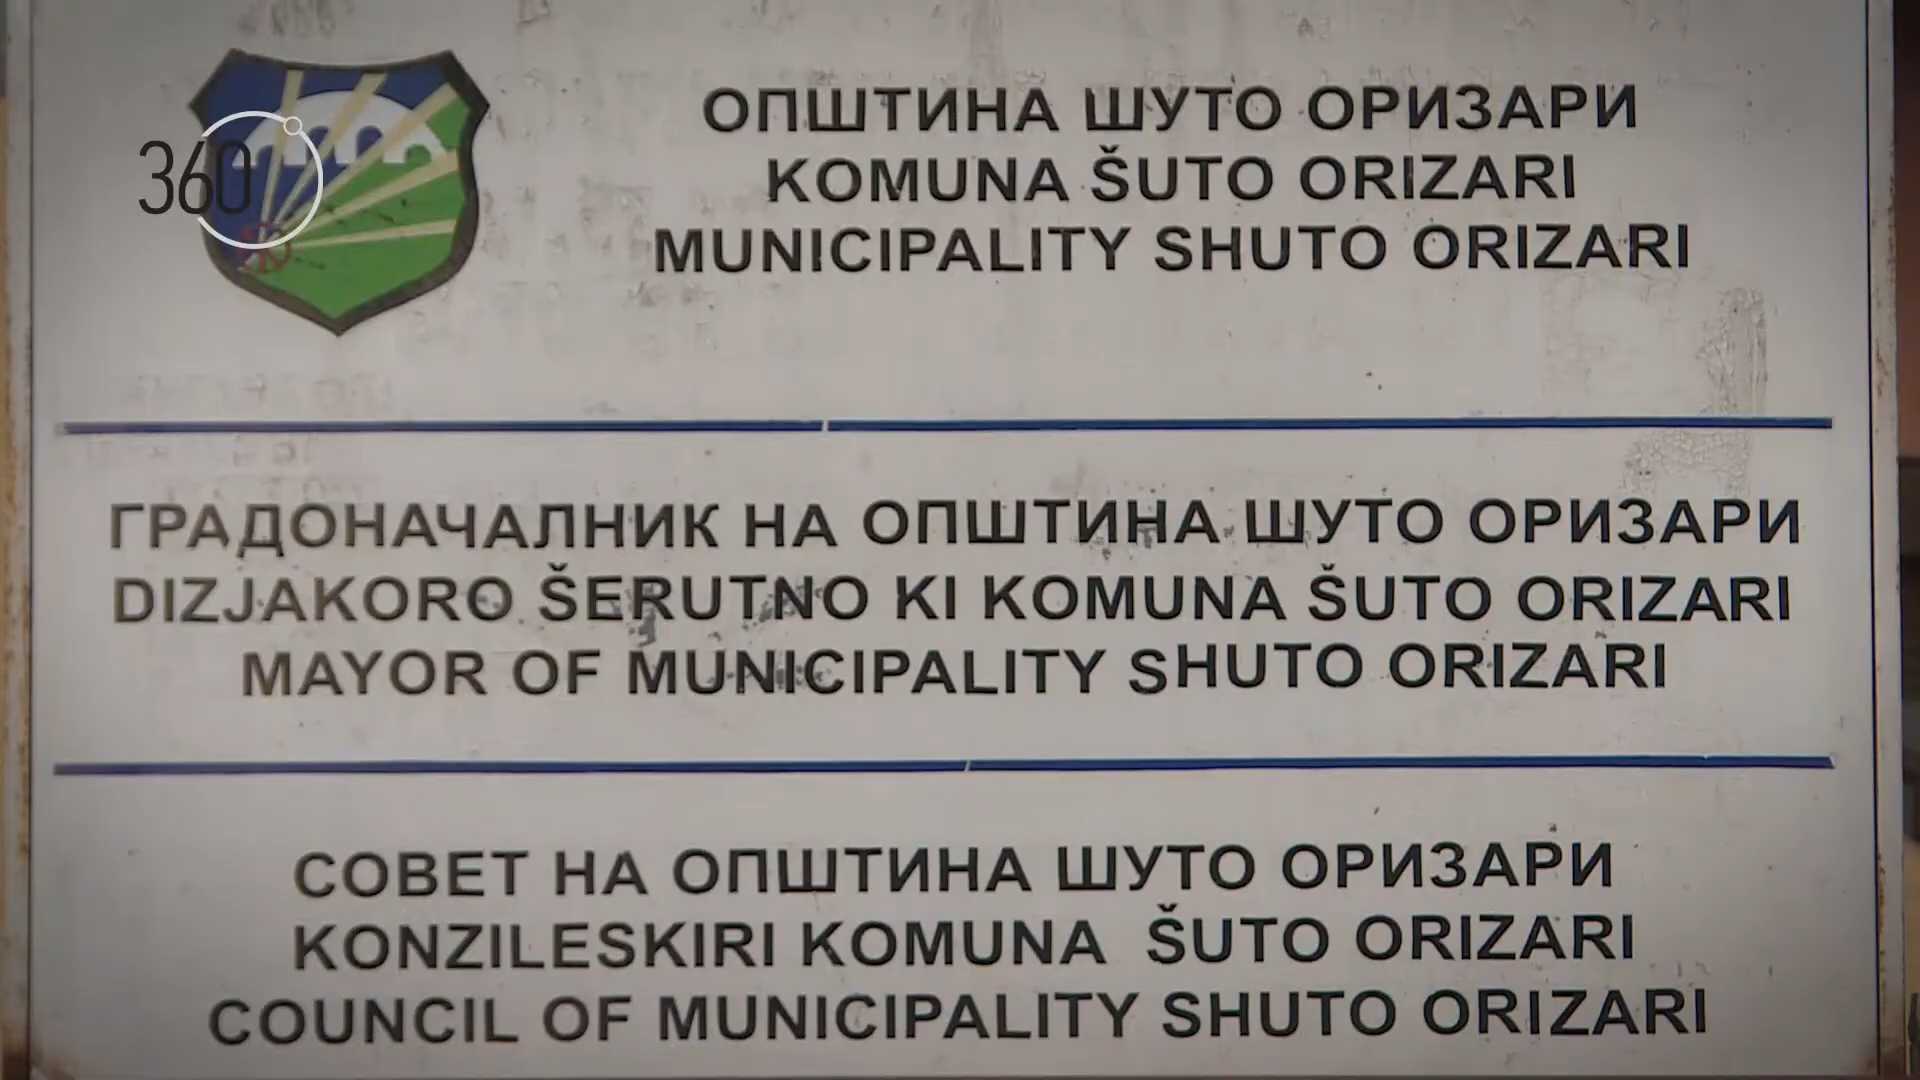 360
ОПШТИНА ШУТО ОРИЗАРИ
KOMUNA ŠUTO ORIZARI
MUNICIPALITY SHUTO ORIZARI
ГРАДОНАЧАЛНИК НА ОПШТИНА ШУТО ОРИЗАРИ
DIZJAKORO ŠERUTNO KI KOMUNA ŠUTO ORIZARI
MAYOR OF MUNICIPALITY SHUTO ORIZARI
СОВЕТ НА ОПШТИНА ШУТО ОРИЗАРИ
KONZILESKIRI KOMUNA ŠUTO ORIZARI
COUNCIL OF MUNICIPALITY SHUTO ORIZARI